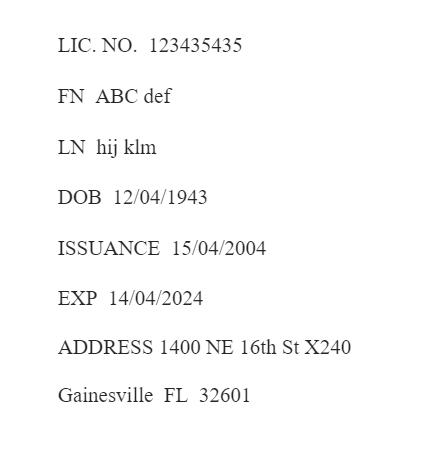 LIC. NO. 123435435
FN ABC def
LN hij klm
DOB 12/04/1943
ISSUANCE 15/04/2004
EXP 14/04/2024
ADDRESS 1400 NE 16th St X240
Gainesville FL 32601